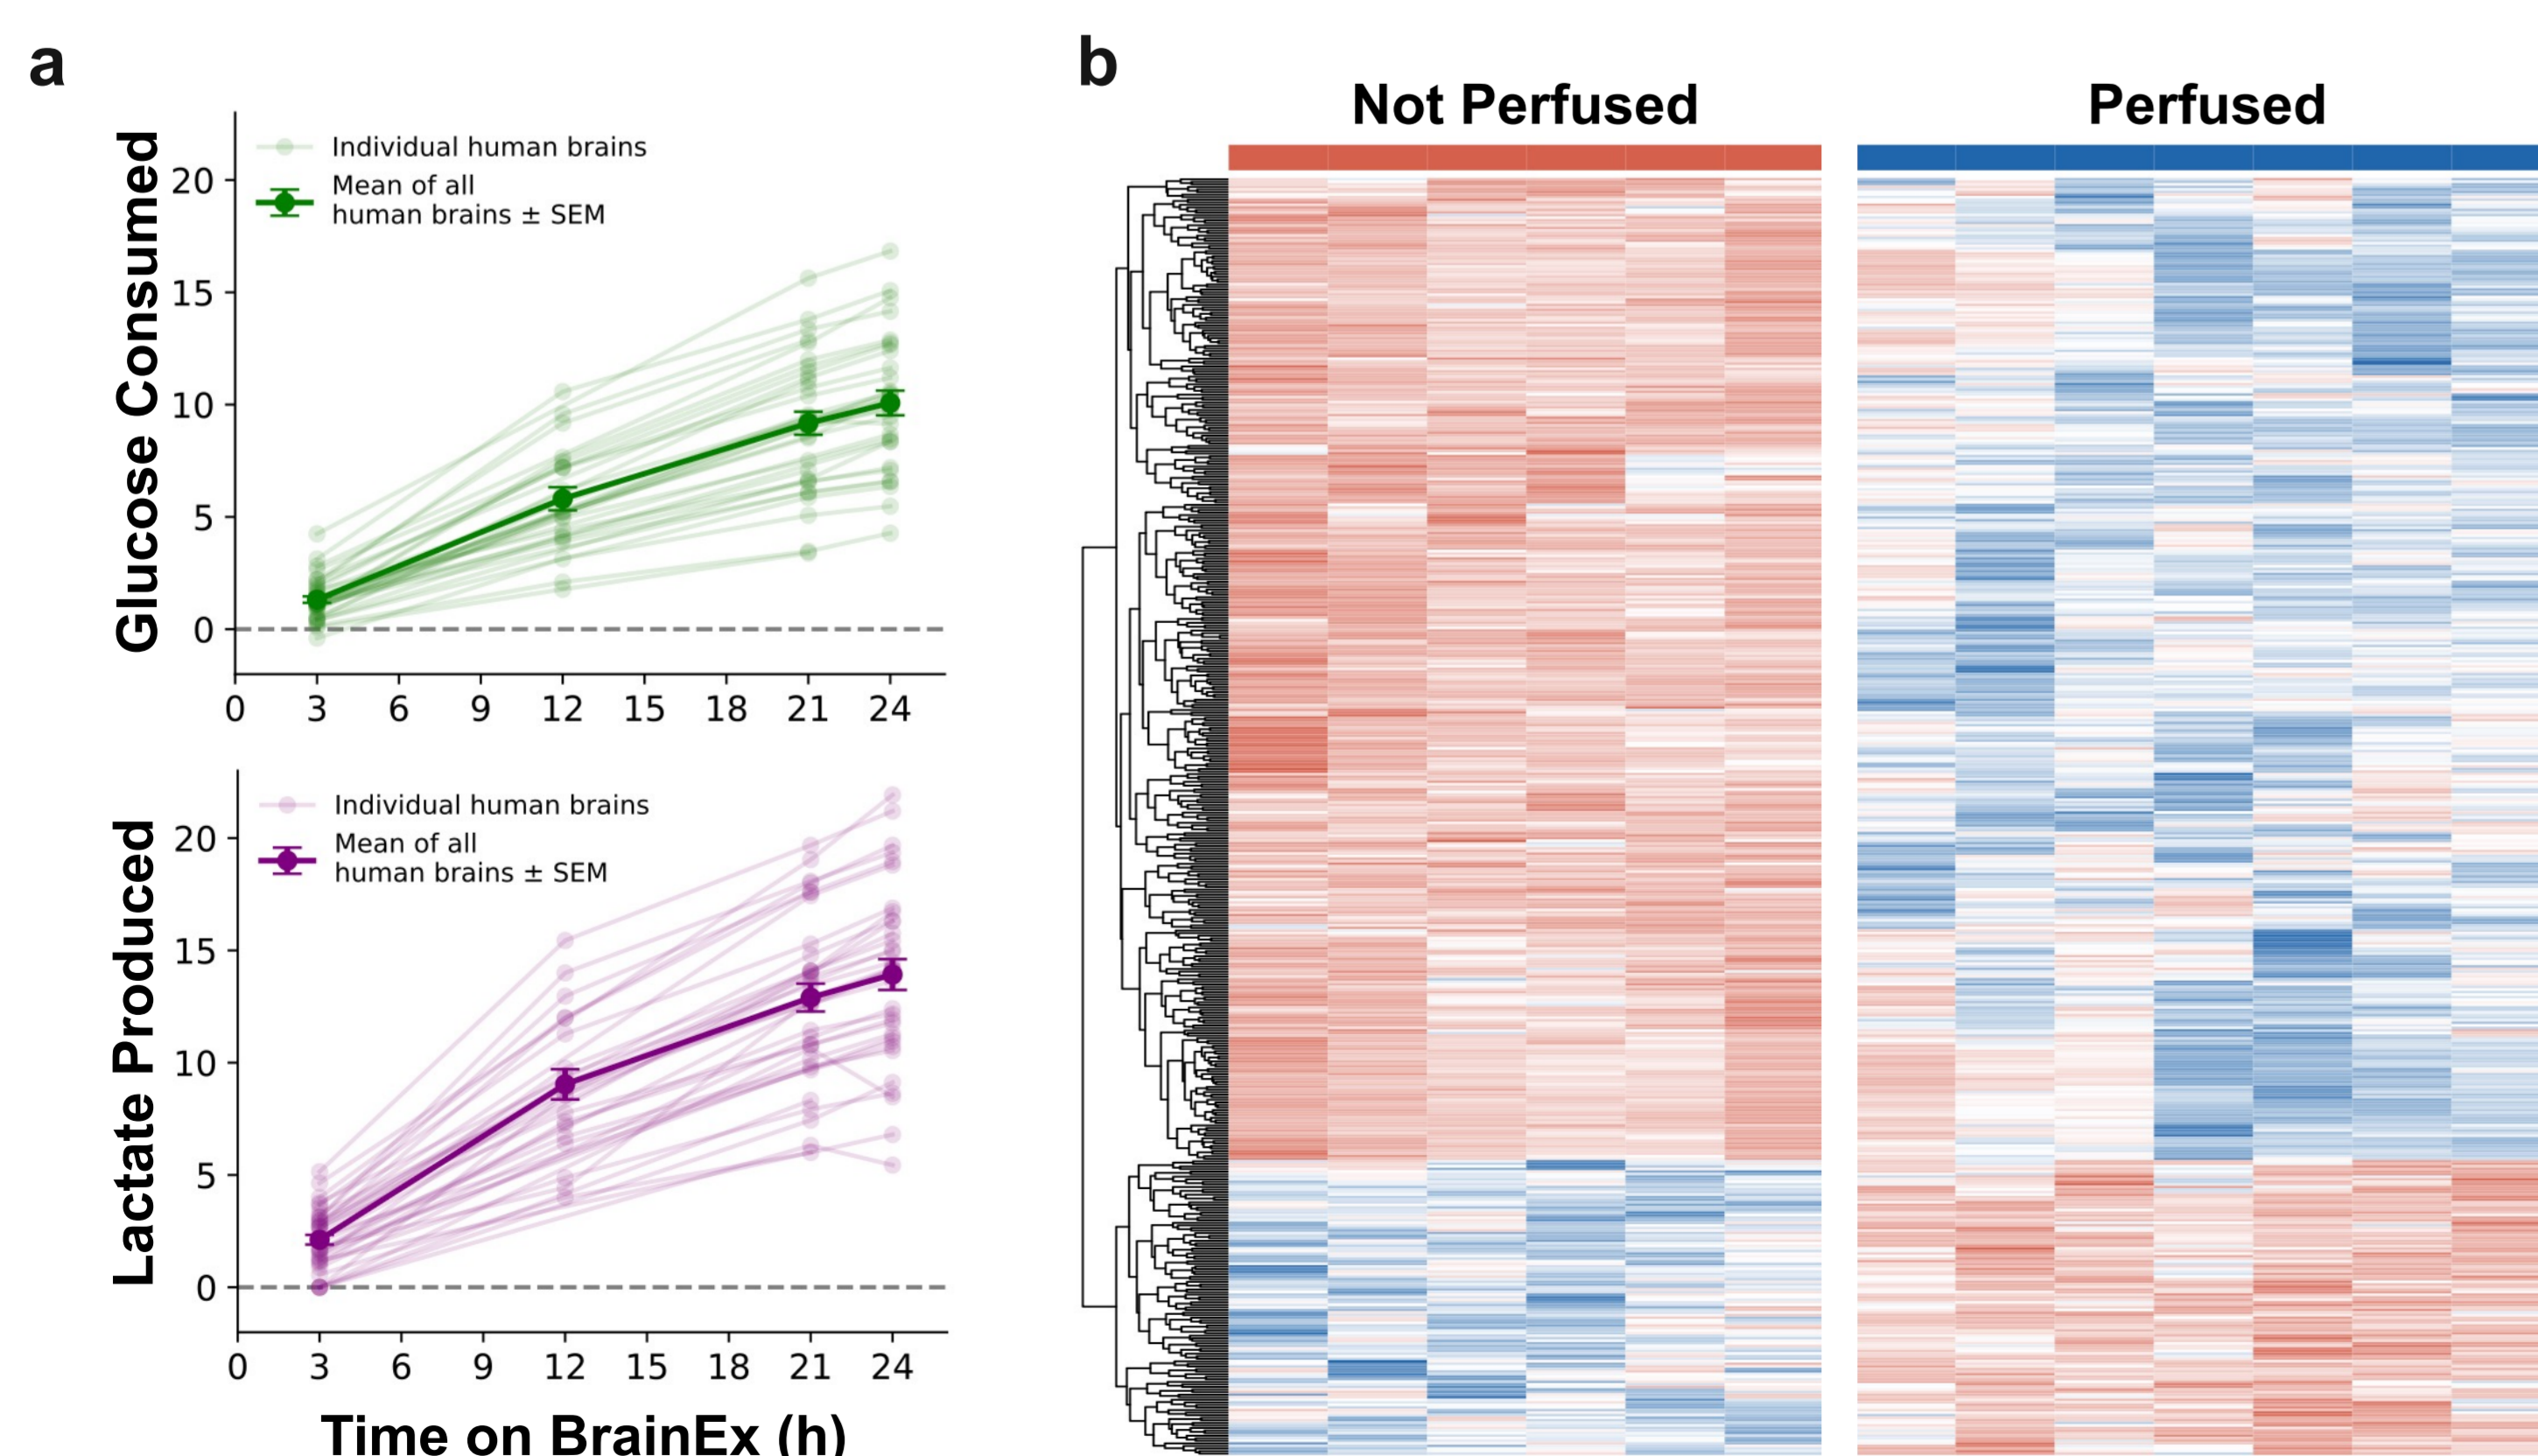 a
Glucose Consumed
Individual human brains
Mean of all
human brains ± SEM
20
15
10
5
0
0 3 6 9 12 15 18 21 24
Lactate Produced
Individual human brains
Mean of all
human brains ± SEM
20
15
10
5
0
0 3 6 9 12 15 18 21 24
Time on BrainEx (h)
b
Not Perfused
Perfused